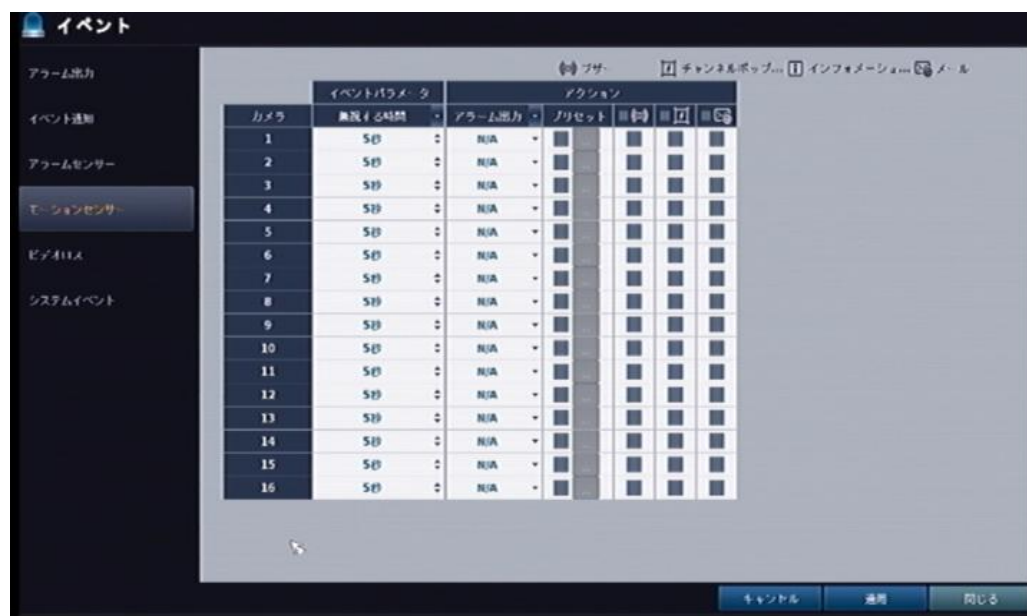 イベント
アラーム出力
イベント通知
アラームセンサー
モーションセンサー
ビデオロス
システムイベント
ブザー チャンネルポップ... インフォメーショ... メール
イベントパラメータ アクション
カメラ 無視する時間 アラーム出力 プリセット
1 5秒 N/A
2 5秒 N/A
3 5秒 N/A
4 5秒 N/A
5 5秒 N/A
6 5秒 N/A
7 5秒 N/A
8 5秒 N/A
9 5秒 N/A
10 5秒 N/A
11 5秒 N/A
12 5秒 N/A
13 5秒 N/A
14 5秒 N/A
15 5秒 N/A
16 5秒 N/A
キャンセル 適用 閉じる